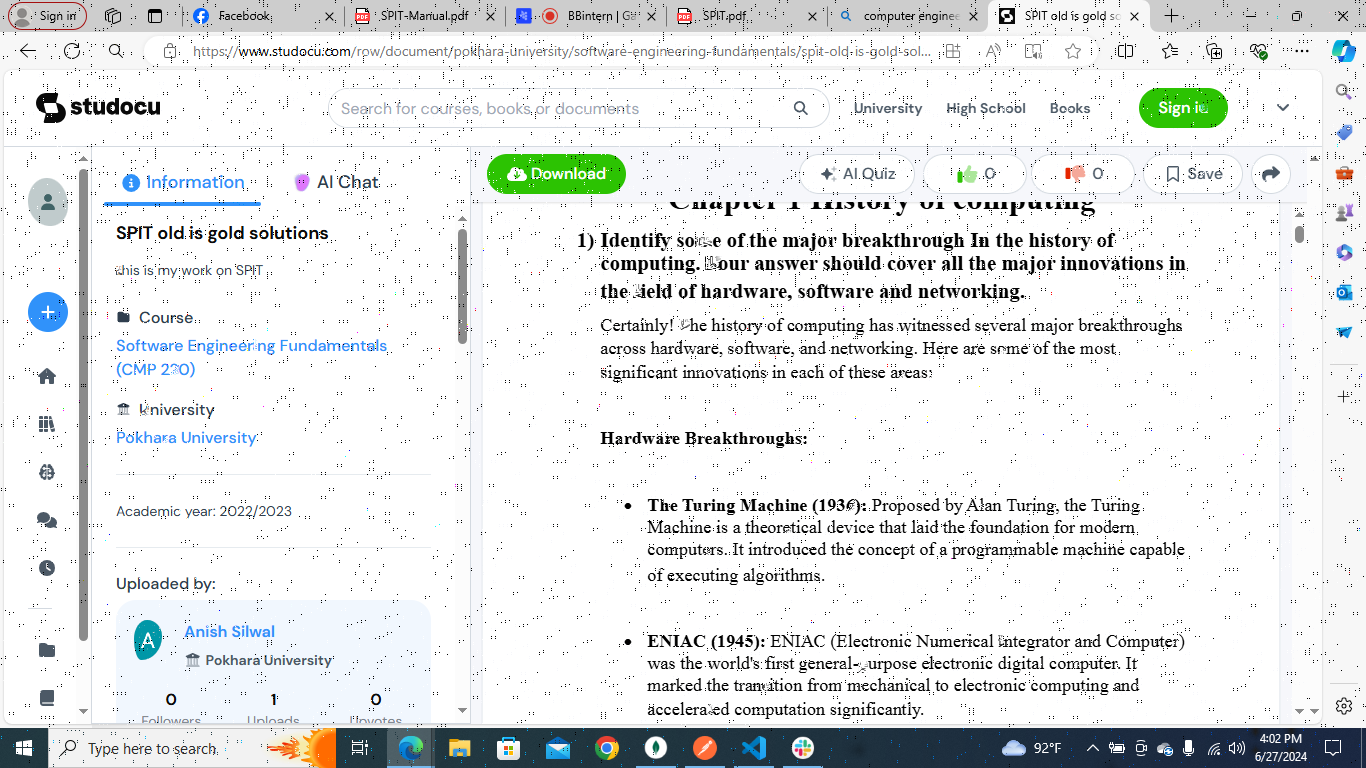 Sign in
Facebook
SPIT-Manual.pdf
BBintern | G
SPIT.pdf
computer enginee
SPIT old is gold so
https://www.studocu.com/row/document/pokhara-university/software-engineering-fundamentals/spit-old-is-gold-sol...
studocu
Search for courses, books or documents
University
High School
Books
Sign in
Information
AI Chat
Download
AI Quiz
0
0
Save
SPIT old is gold solutions
this is my work on SPIT
Course
Software Engineering Fundamentals
(CMP 230)
University
Pokhara University
Academic year: 2022/2023
Uploaded by:
A
Anish Silwal
Pokhara University
0 1 0
Followers Uploads Upvotes
Chapter 1 History of computing
1) Identify some of the major breakthrough In the history of
computing. Your answer should cover all the major innovations in
the field of hardware, software and networking.
Certainly! The history of computing has witnessed several major breakthroughs
across hardware, software, and networking. Here are some of the most
significant innovations in each of these areas:
Hardware Breakthroughs:
• The Turing Machine (1936): Proposed by Alan Turing, the Turing
Machine is a theoretical device that laid the foundation for modern
computers. It introduced the concept of a programmable machine capable
of executing algorithms.
• ENIAC (1945): ENIAC (Electronic Numerical Integrator and Computer)
was the world's first general-purpose electronic digital computer. It
marked the transition from mechanical to electronic computing and
accelerated computation significantly.
Type here to search
92°F
4:02 PM
6/27/2024